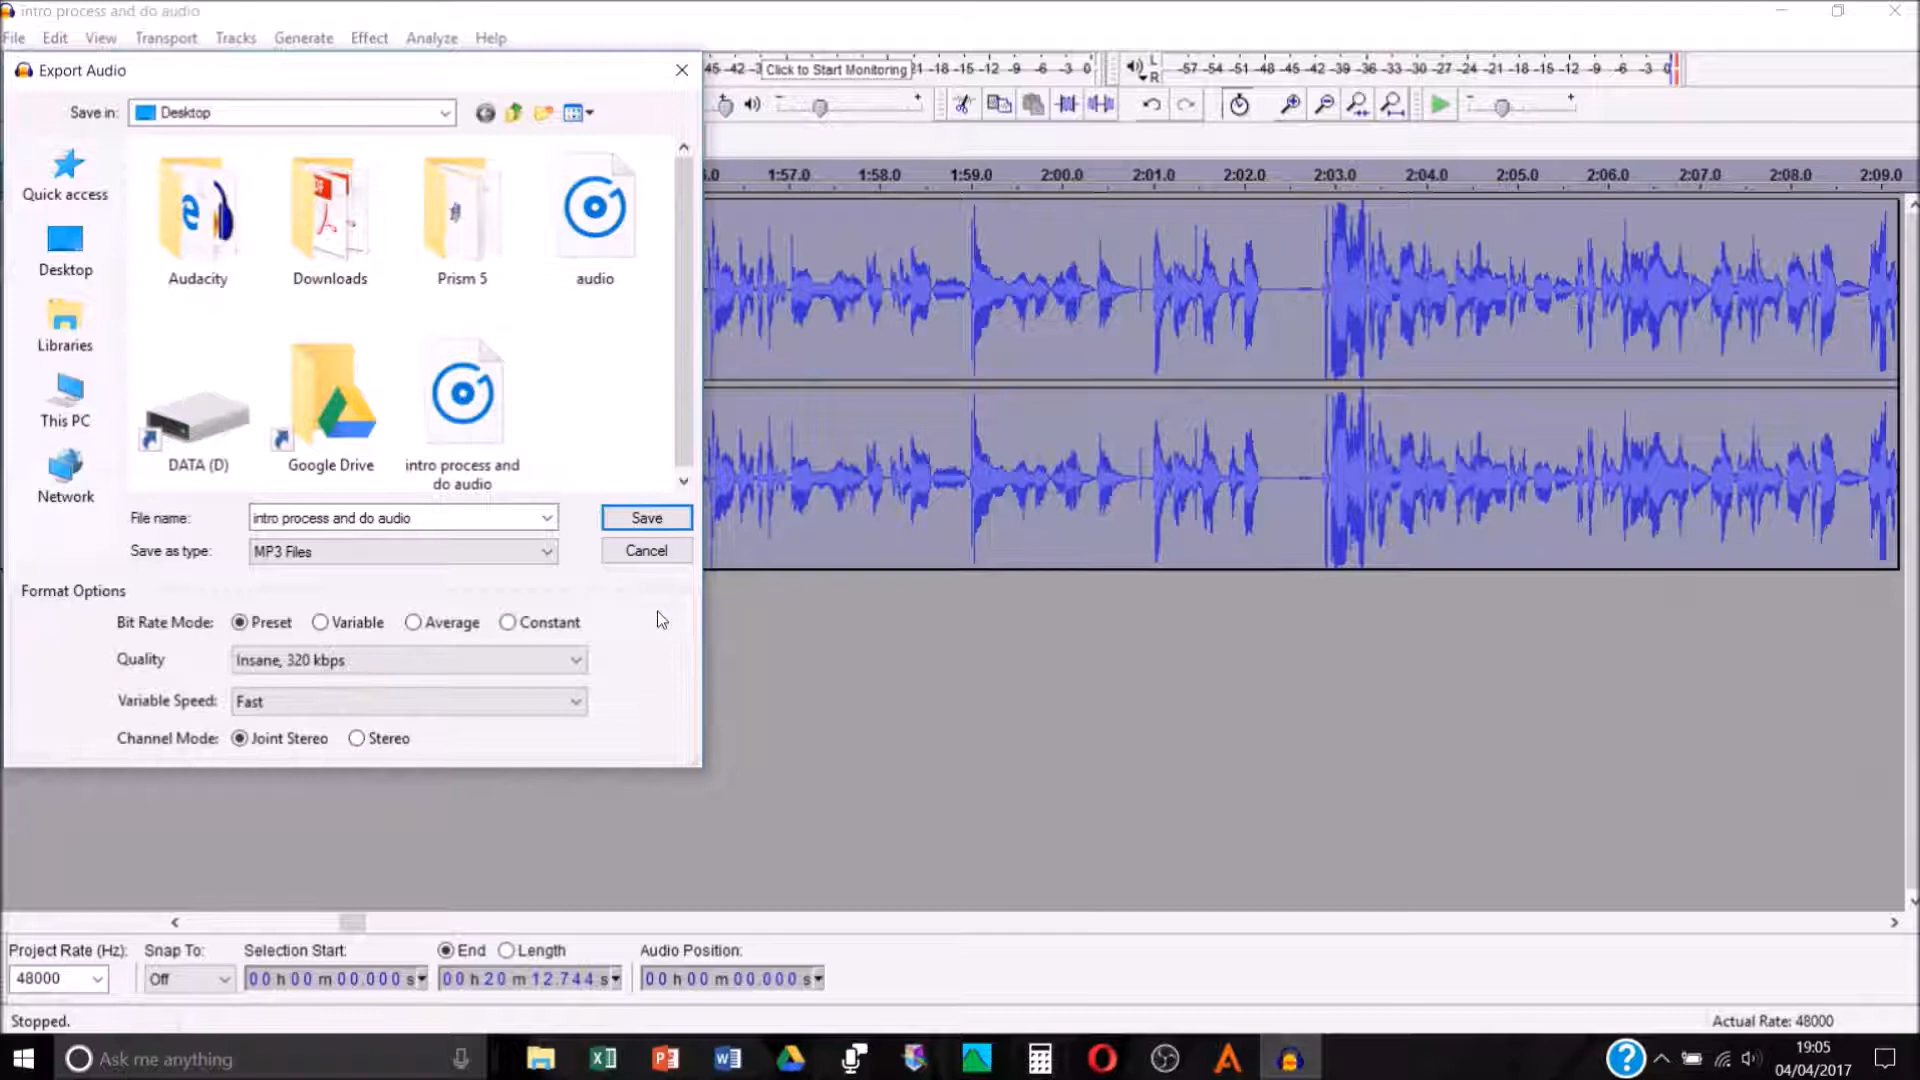 intro process and do audio
File Edit View Transport Tracks Generate Effect Analyze Help
Export Audio
Save in: Desktop
Quick access
Desktop
Libraries
This PC
Network
Audacity Downloads Prism 5 audio
DATA (D) Google Drive intro process and
do audio
File name: intro process and do audio Save
Save as type: MP3 Files Cancel
Format Options
Bit Rate Mode: Preset Variable Average Constant
Quality Insane, 320 kbps
Variable Speed: Fast
Channel Mode: Joint Stereo Stereo
45 -42 -3 Click to Start Monitoring 21 -18 -15 -12 -9 -6 -3 0
L
R
-57 -54 -51 -48 -45 -42 -39 -36 -33 -30 -27 -24 -21 -18 -15 -12 -9 -6 -3 0
- +
- +
.0 1:57.0 1:58.0 1:59.0 2:00.0 2:01.0 2:02.0 2:03.0 2:04.0 2:05.0 2:06.0 2:07.0 2:08.0 2:09.0
Project Rate (Hz): Snap To: Selection Start: End Length Audio Position:
48000 Off 00 h 00 m 00.000 s 00 h 20 m 12.744 s 00 h 00 m 00.000 s
Stopped. Actual Rate: 48000
Ask me anything
19:05
04/04/2017